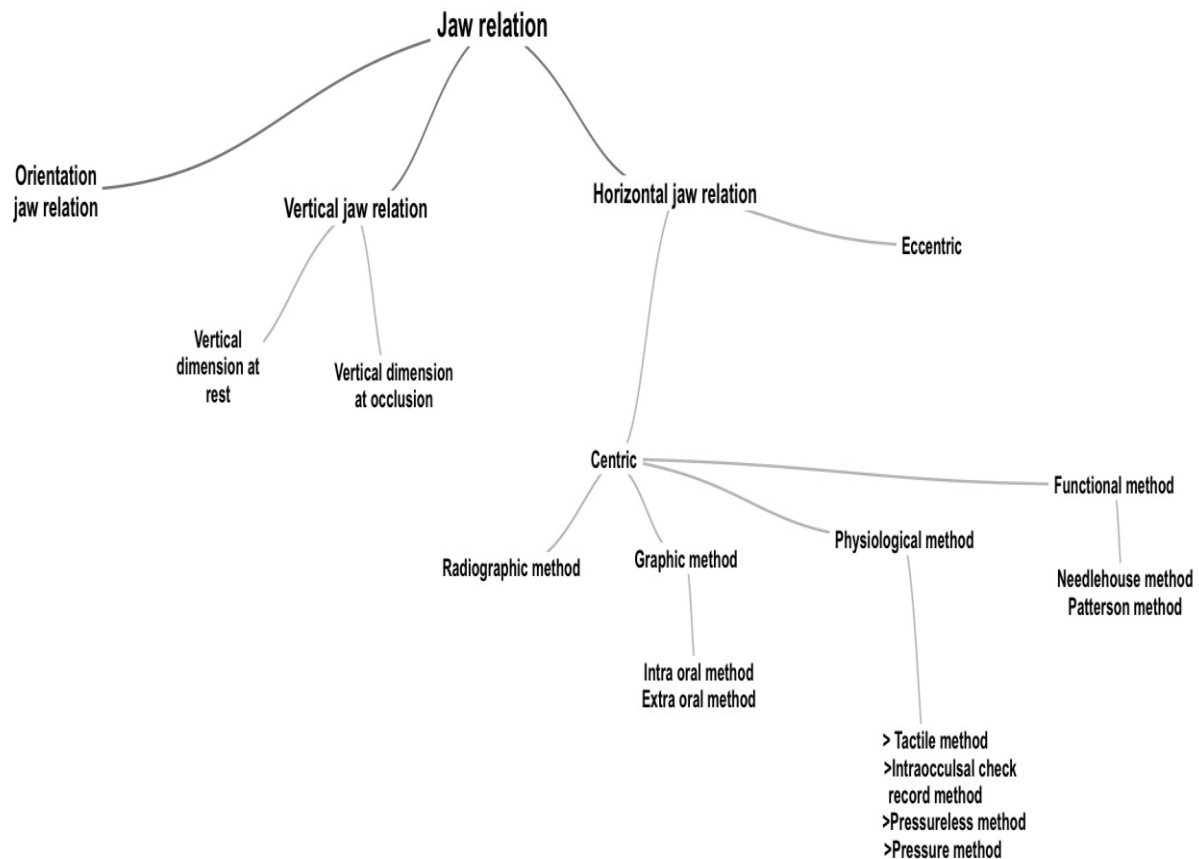 Jaw relation
Orientation
jaw relation
Vertical jaw relation
Horizontal jaw relation
Eccentric
Vertical
dimension at
rest
Vertical dimension
at occlusion
Centric
Radiographic method
Graphic method
Physiological method
Functional method
Intra oral method
Extra oral method
> Tactile method
>Intraocculsal check
record method
>Pressureless method
>Pressure method
Needlehouse method
Patterson method